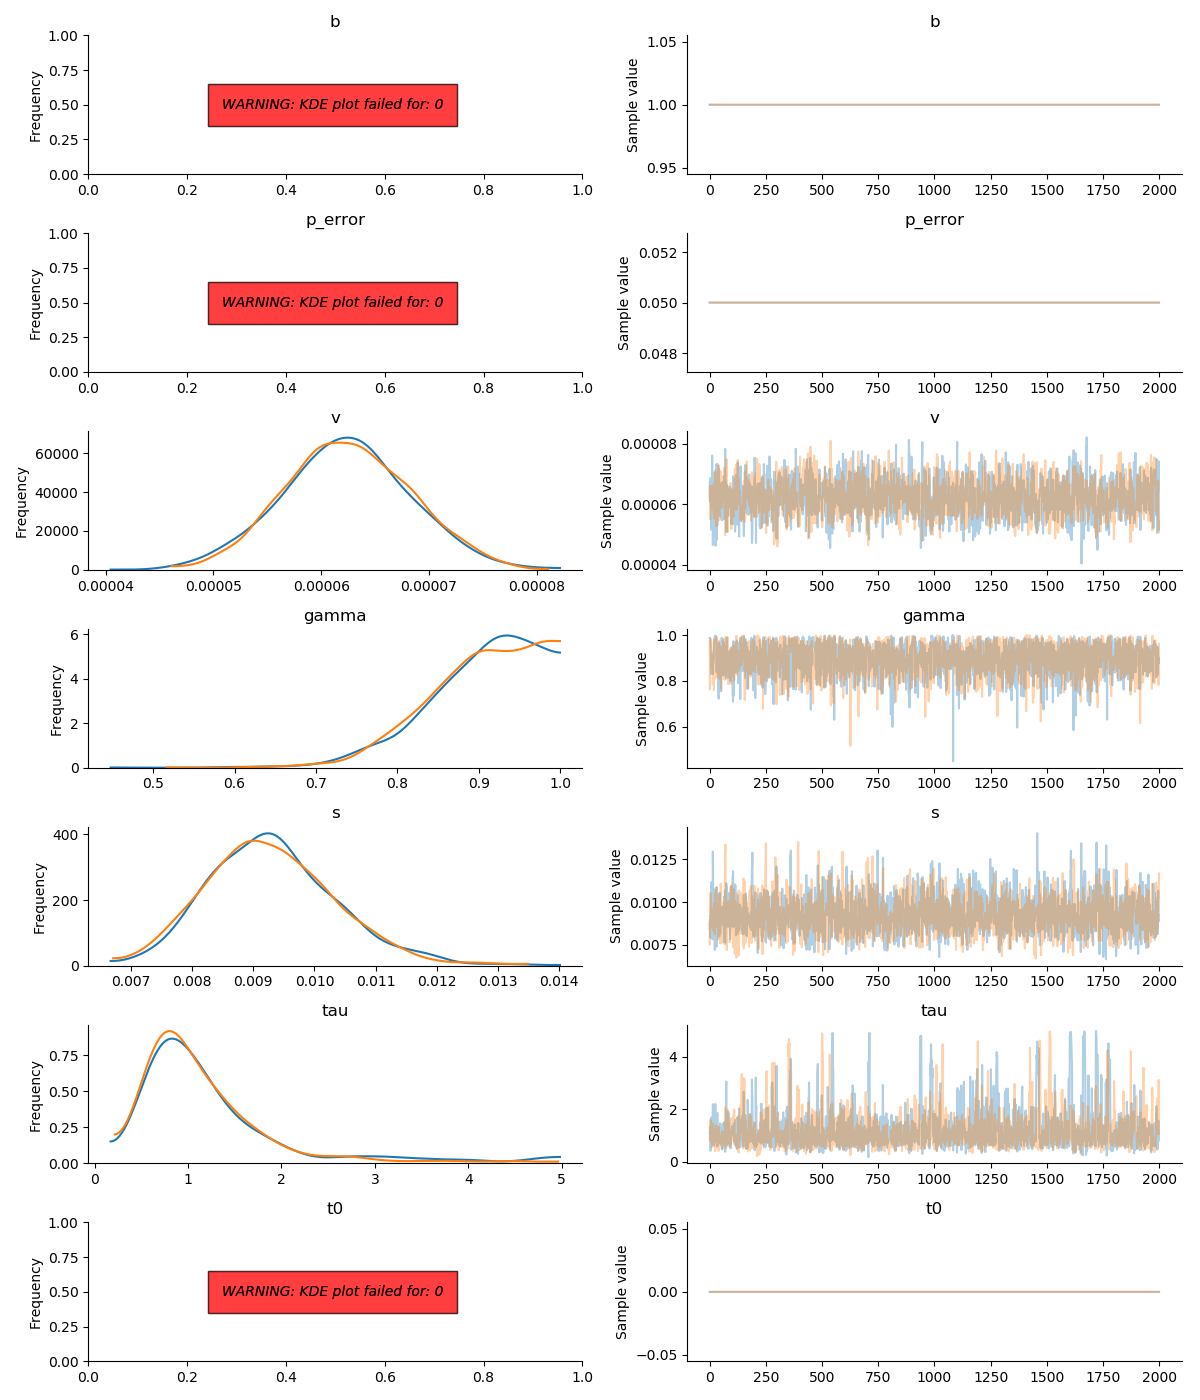 b
Frequency
1.00
0.75
0.50
0.25
0.00
WARNING: KDE plot failed for: 0
0.0 0.2 0.4 0.6 0.8 1.0
b
Sample value
1.05
1.00
0.95
0 250 500 750 1000 1250 1500 1750 2000
p_error
Frequency
1.00
0.75
0.50
0.25
0.00
WARNING: KDE plot failed for: 0
0.0 0.2 0.4 0.6 0.8 1.0
p_error
Sample value
0.052
0.050
0.048
0 250 500 750 1000 1250 1500 1750 2000
v
Frequency
60000
40000
20000
0
0.00004 0.00005 0.00006 0.00007 0.00008
v
Sample value
0.00008
0.00006
0.00004
0 250 500 750 1000 1250 1500 1750 2000
gamma
Frequency
6
4
2
0
0.5 0.6 0.7 0.8 0.9 1.0
gamma
Sample value
1.0
0.8
0.6
0 250 500 750 1000 1250 1500 1750 2000
s
Frequency
400
200
0
0.007 0.008 0.009 0.010 0.011 0.012 0.013 0.014
s
Sample value
0.0125
0.0100
0.0075
0 250 500 750 1000 1250 1500 1750 2000
tau
Frequency
0.75
0.50
0.25
0.00
0 1 2 3 4 5
tau
Sample value
4
2
0
0 250 500 750 1000 1250 1500 1750 2000
t0
Frequency
1.00
0.75
0.50
0.25
0.00
WARNING: KDE plot failed for: 0
0.0 0.2 0.4 0.6 0.8 1.0
t0
Sample value
0.05
0.00
−0.05
0 250 500 750 1000 1250 1500 1750 2000